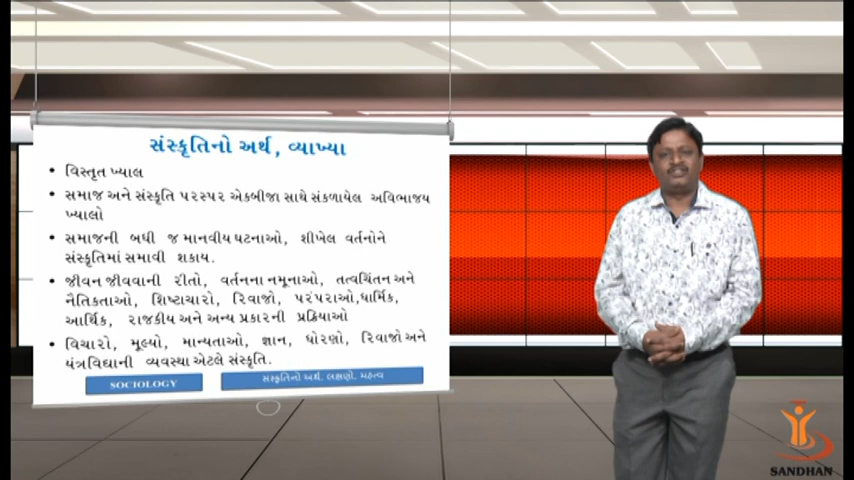 સંસ્કૃતિનો અર્થ, વ્યાખ્યા
• વિસ્તૃત ખ્યાલ
• સમાજ અને સંસ્કૃતિ પરસ્પર એકબીજા સાથે સંકળાયેલ અવિભાજય
ખ્યાલો
• સમાજની બધી જ માનવીય ઘટનાઓ, શીખેલ વર્તનોને
સંસ્કૃતિમાં સમાવી શકાય.
• જીવન જીવવાની રીતો, વર્તનના નમૂનાઓ, તત્વચિંતન અને
નૈતિકતાઓ, શિષ્ટાચારો, રિવાજો, પરંપરાઓ,ધાર્મિક,
આર્થિક, રાજકીય અને અન્ય પ્રકારની પ્રક્રિયાઓ
• વિચારો, મુલ્યો, માન્યતાઓ, જ્ઞાન, ધોરણો, રિવાજો અને
યંત્રવિદ્યાની વ્યવસ્થા એટલે સંસ્કૃતિ.
SOCIOLOGY
સંસ્કૃતિનો અર્થ, લક્ષણો, મહત્વ
SANDHAN